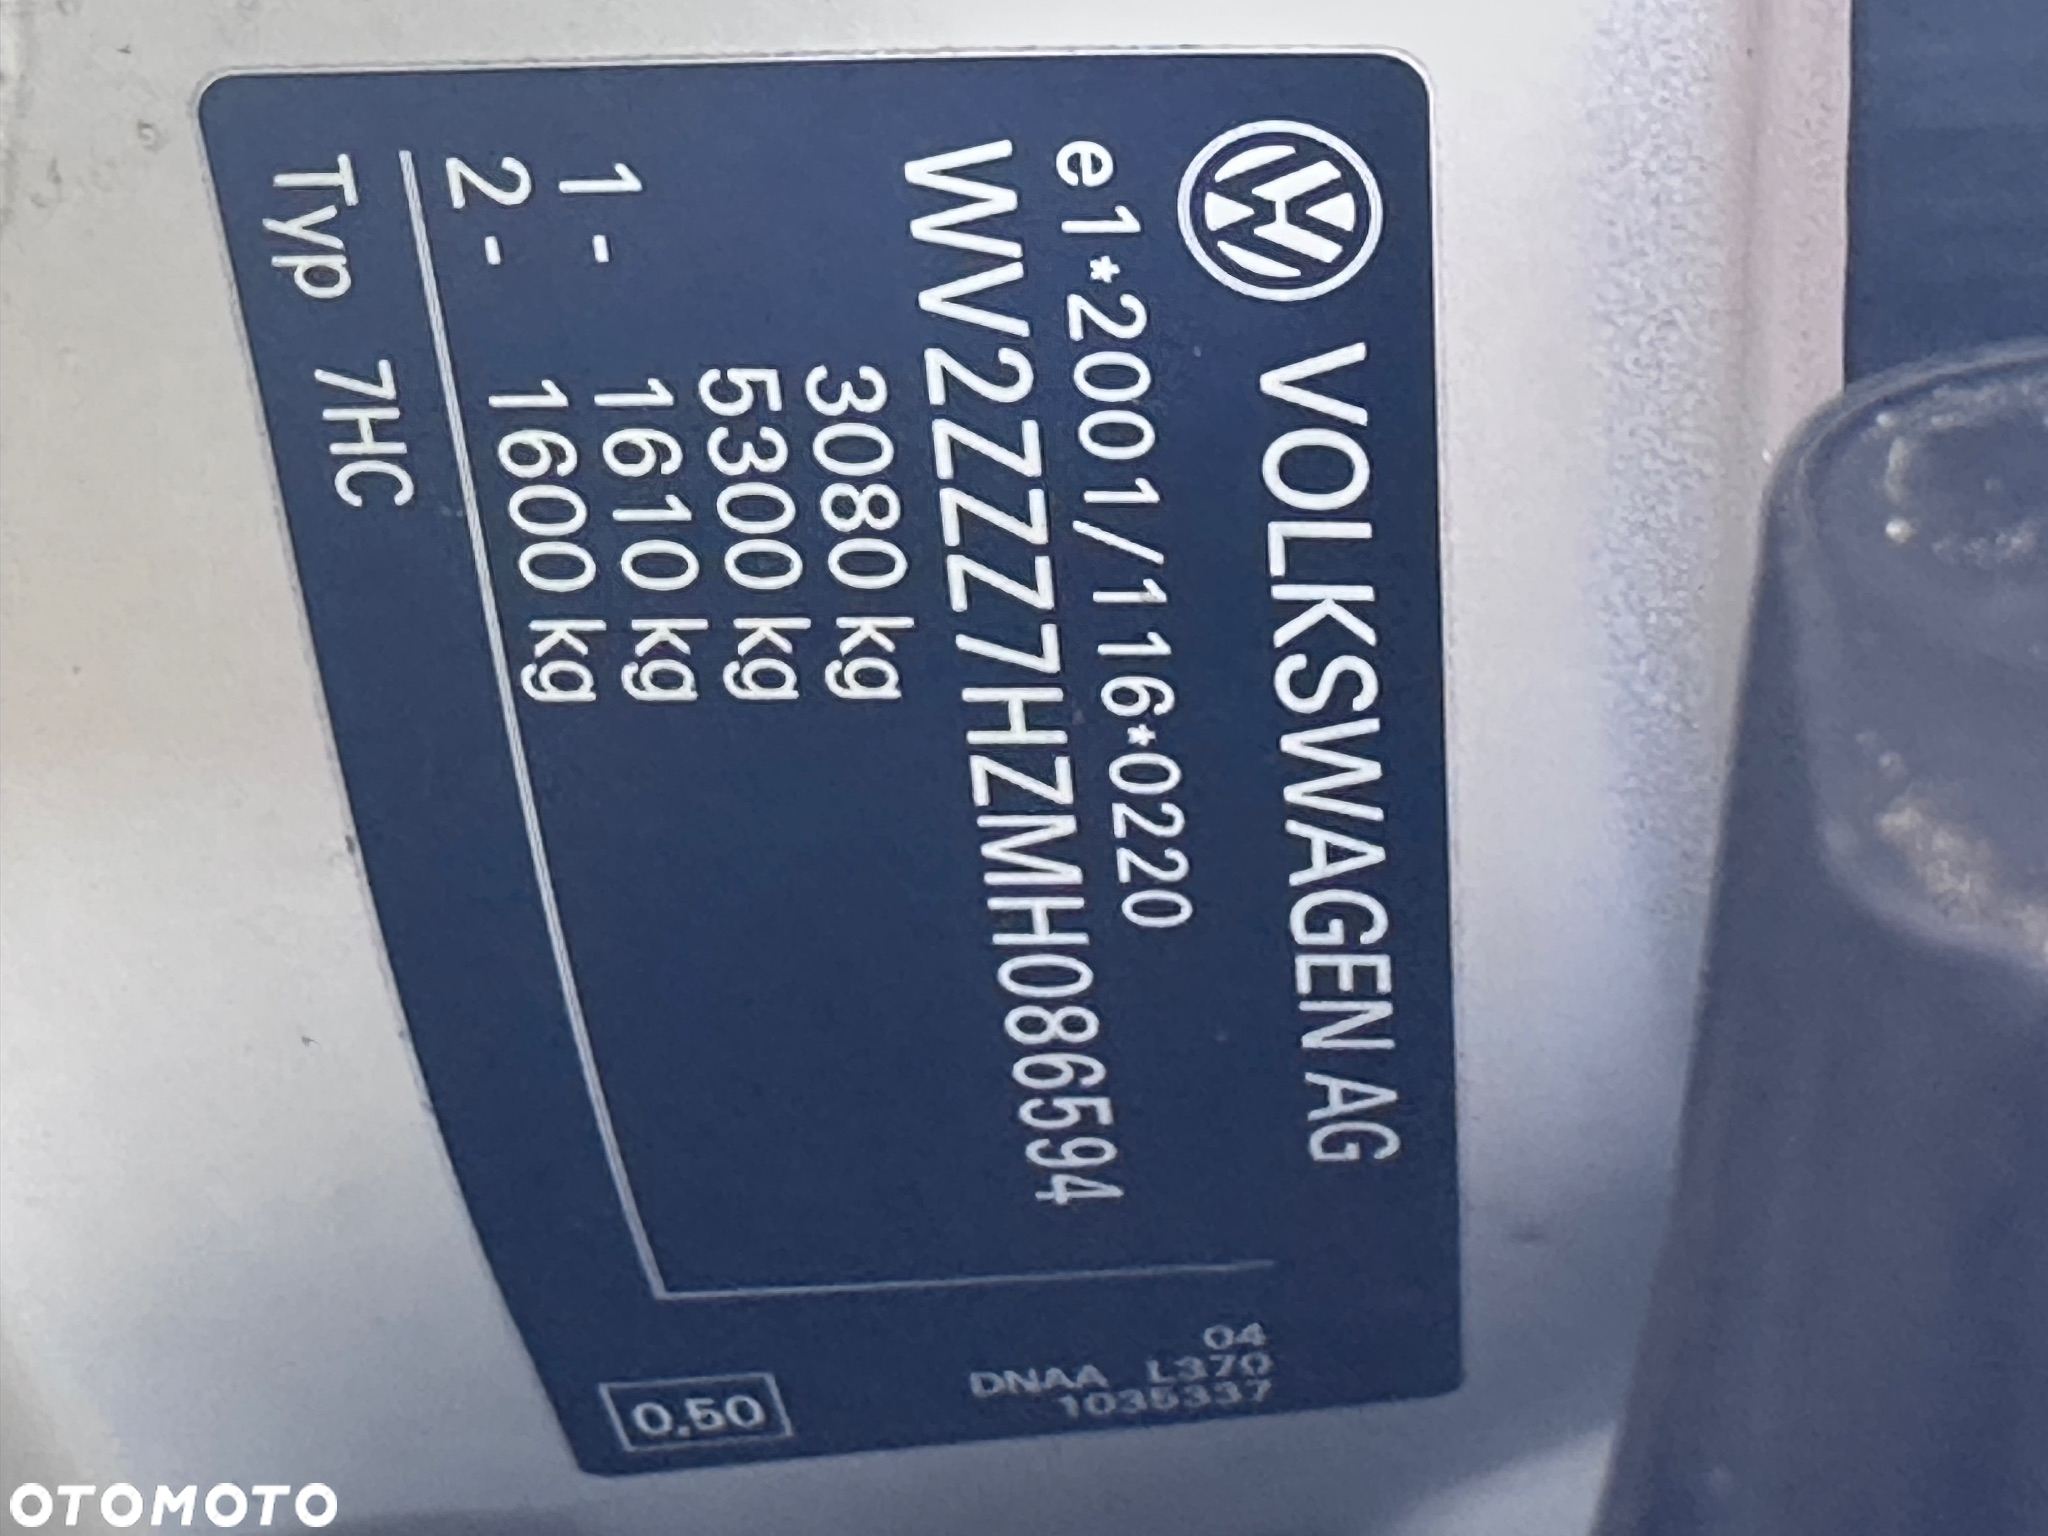 VOLKSWAGEN AG
e1*2001/116*0220
WV2ZZZ7HZMH086594
3080 kg
5300 kg
1- 1610 kg
2- 1600 kg
Typ 7HC
04
DNAA L370
1035337
0,50
OTOMOTO